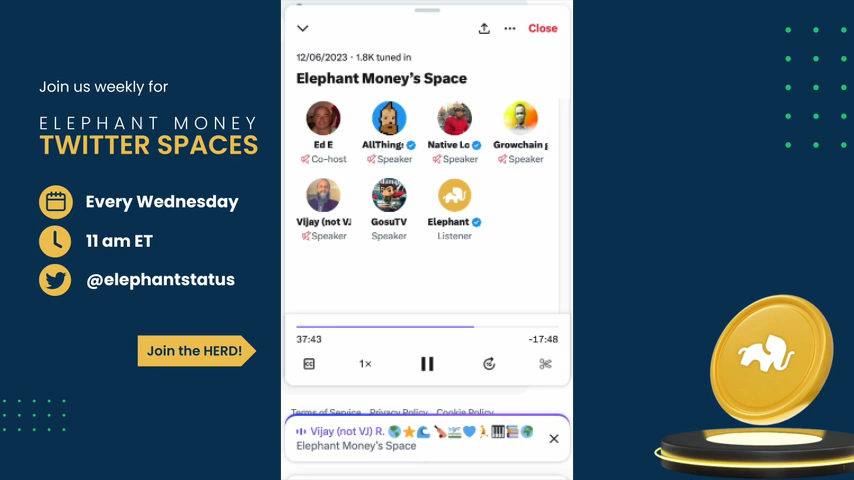 Join us weekly for
ELEPHANT MONEY
TWITTER SPACES
Every Wednesday
11 am ET
@elephantstatus
Join the HERD!
Close
12/06/2023 · 1.8K tuned in
Elephant Money's Space
Ed E
Co-host
AllThing
Speaker
Native Lo
Speaker
Growchain
Speaker
Vijay (not VJ
Speaker
GosuTV
Speaker
Elephant
Listener
37:43
-17:48
CC
1×
15
Terms of Service Privacy Policy Cookie Policy
Vijay (not VJ) R. 🌎⭐🌊
Elephant Money's Space